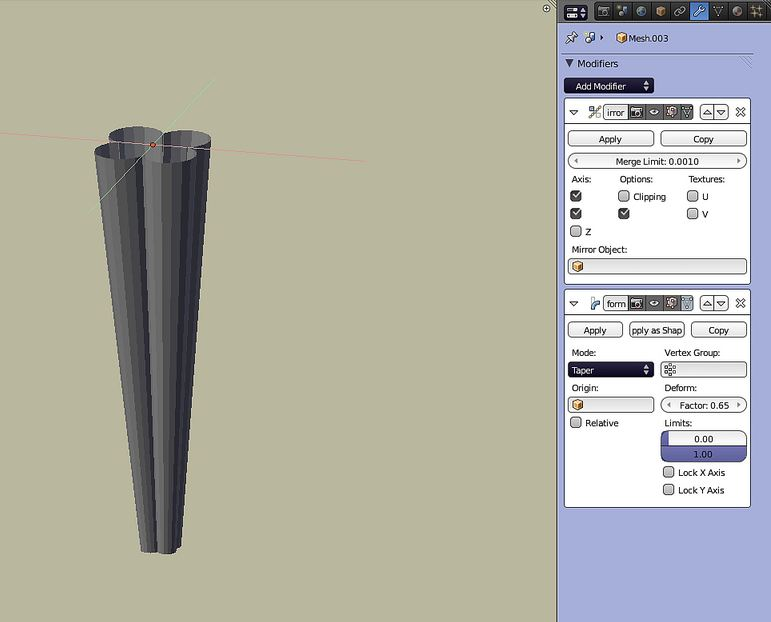 Mesh.003
Modifiers
Add Modifier
irror
Apply Copy
Merge Limit: 0.0010
Axis: Options: Textures:
Clipping U
V
Z
Mirror Object:
form
Apply pply as Shap Copy
Mode: Vertex Group:
Taper
Origin: Deform:
Factor: 0.65
Relative Limits:
0.00
1.00
Lock X Axis
Lock Y Axis